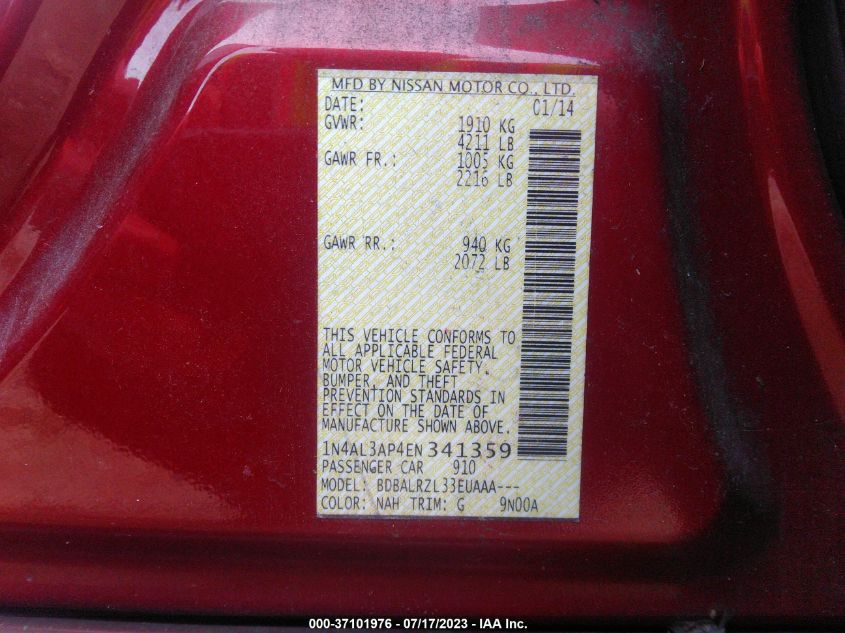 MFD BY NISSAN MOTOR CO., LTD.
DATE: 01/14
GVWR: 1910 KG
4211 LB
GAWR FR.: 1005 KG
2216 LB
GAWR RR.: 940 KG
2072 LB
THIS VEHICLE CONFORMS TO
ALL APPLICABLE FEDERAL
MOTOR VEHICLE SAFETY,
BUMPER, AND THEFT
PREVENTION STANDARDS IN
EFFECT ON THE DATE OF
MANUFACTURE SHOWN ABOVE.
1N4AL3AP4EN341359
PASSENGER CAR 910
MODEL: BDBALRZL33EUAAA---
COLOR: NAH TRIM: G 9N00A
000-37101976 - 07/17/2023 - IAA Inc.